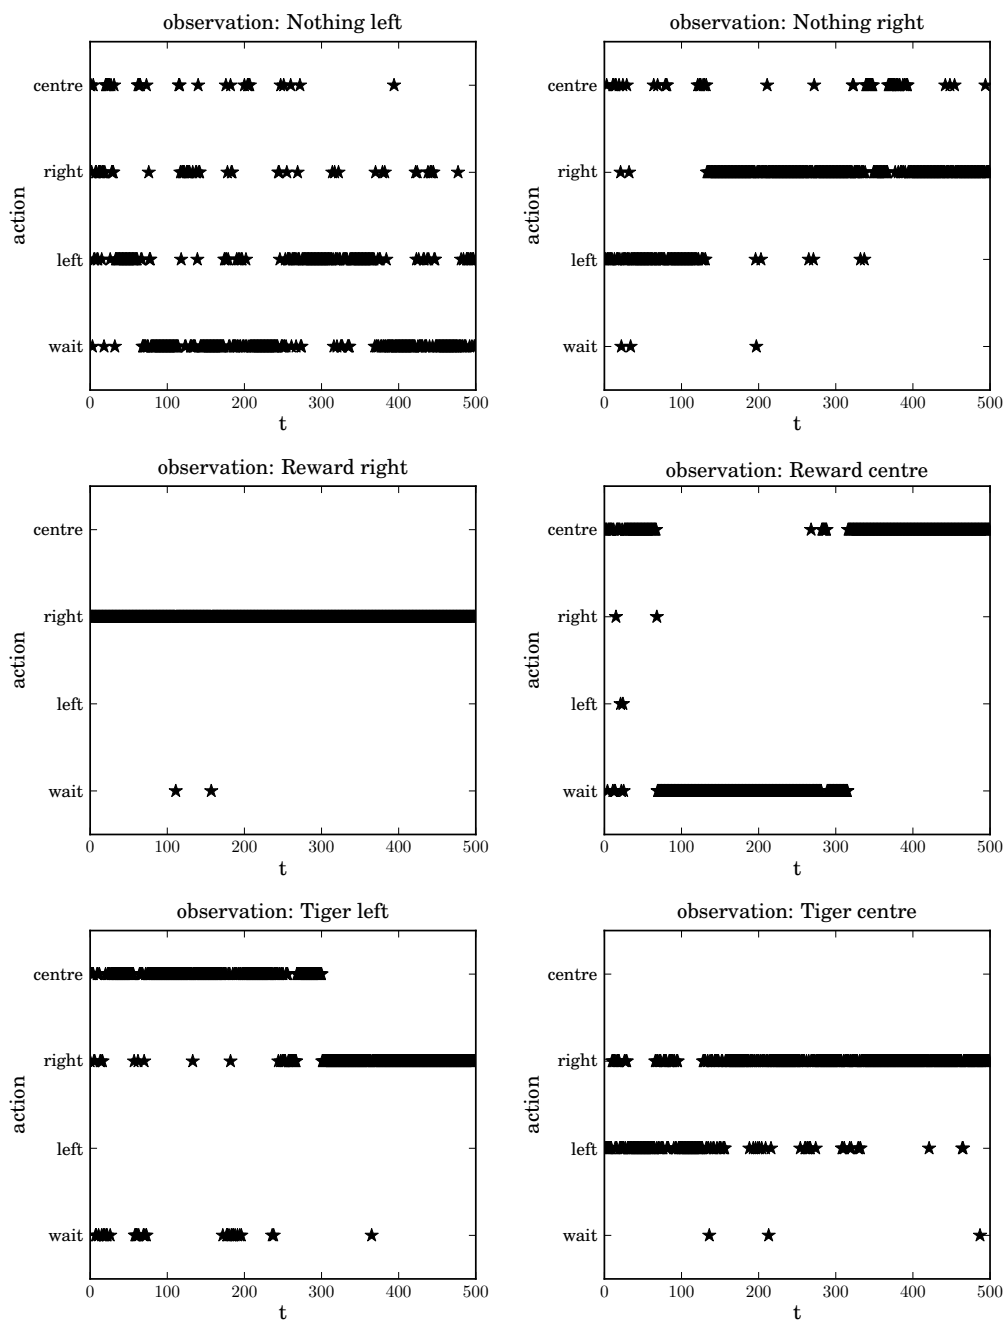 observation: Nothing left
centre
right
left
wait
action
0 100 200 300 400 500
t
observation: Nothing right
centre
right
left
wait
action
0 100 200 300 400 500
t
observation: Reward right
centre
right
left
wait
action
0 100 200 300 400 500
t
observation: Reward centre
centre
right
left
wait
action
0 100 200 300 400 500
t
observation: Tiger left
centre
right
left
wait
action
0 100 200 300 400 500
t
observation: Tiger centre
centre
right
left
wait
action
0 100 200 300 400 500
t